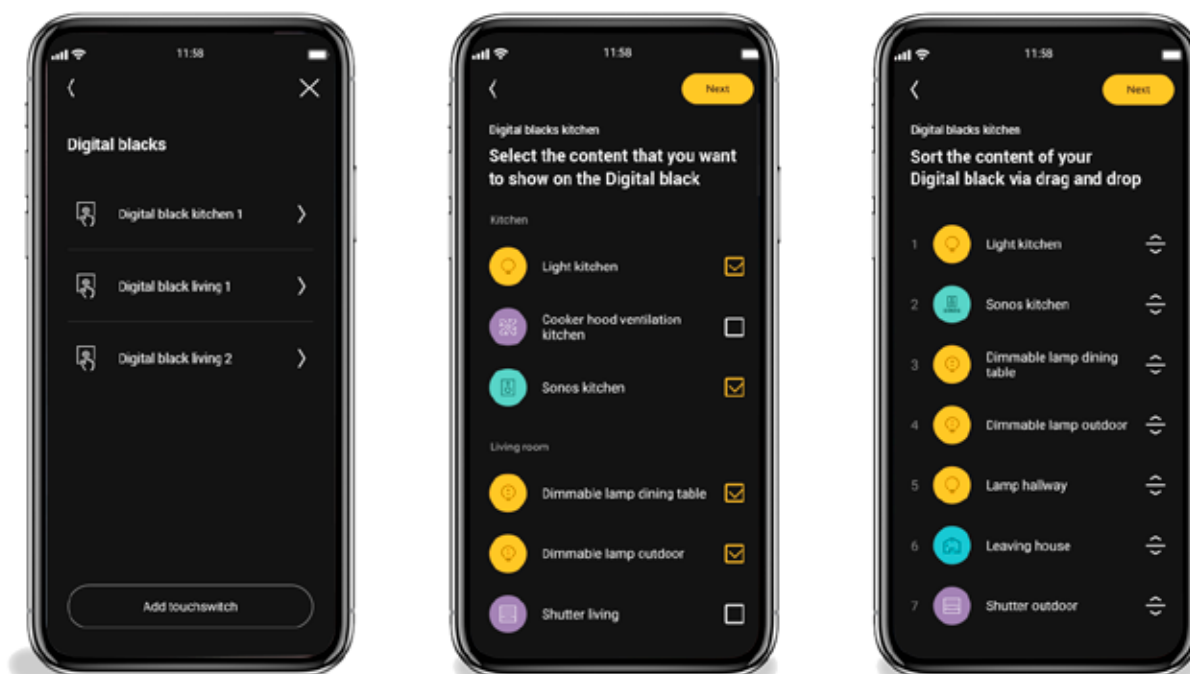 11:58
Digital blacks
Digital black kitchen 1
Digital black living 1
Digital black living 2
Add touchswitch
11:58
Next
Digital blacks kitchen
Select the content that you want
to show on the Digital black
Kitchen
Light kitchen
Cooker hood ventilation
kitchen
Sonos kitchen
Living room
Dimmable lamp dining table
Dimmable lamp outdoor
Shutter living
11:58
Next
Digital blacks kitchen
Sort the content of your
Digital black via drag and drop
1 Light kitchen
2 Sonos kitchen
3 Dimmable lamp dining
table
4 Dimmable lamp outdoor
5 Lamp hallway
6 Leaving house
7 Shutter outdoor